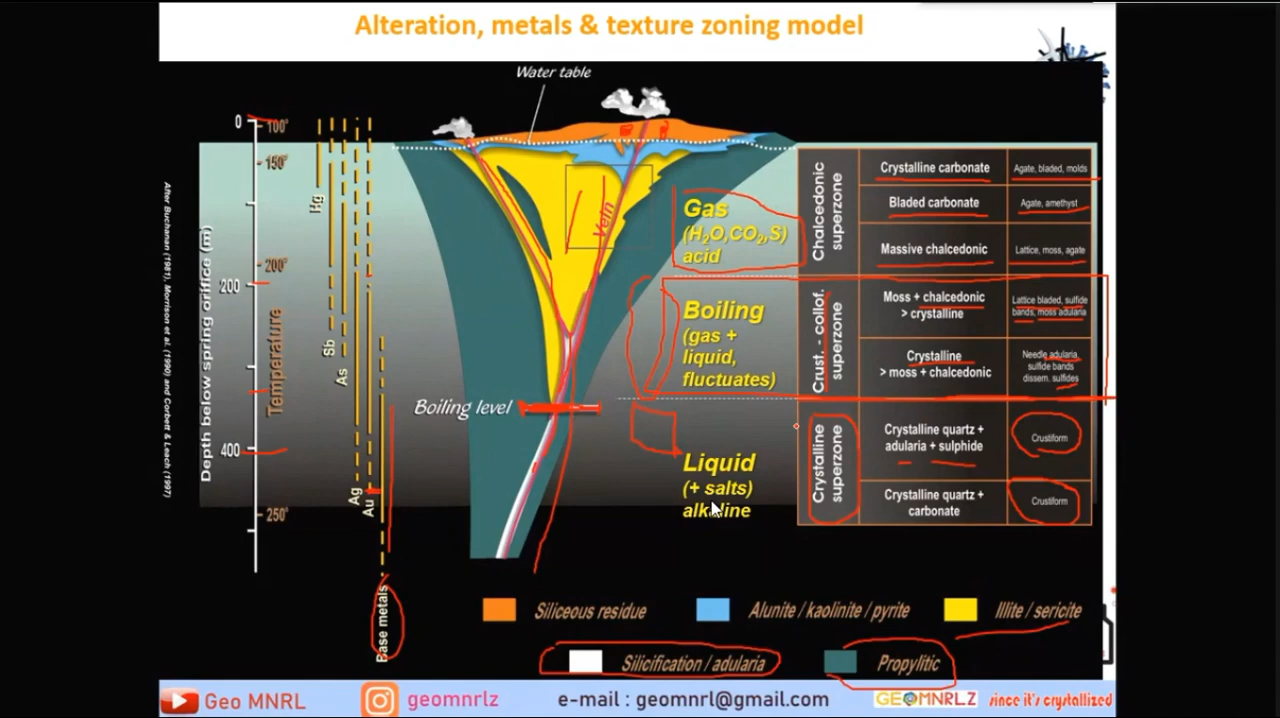 Alteration, metals & texture zoning model
Water table
0
100°
150°
200°
200
400
250°
Depth below spring orifice (m)
Temperature
After Buchanan (1981), Morrison et al. (1990) and Corbett & Leach (1997)
Hg
Sb
As
Ag
Au
Base metals
Vein
Boiling level
Gas
(H₂O,CO₂,S)
acid
Boiling
(gas +
liquid,
fluctuates)
Liquid
(+ salts)
alkaline
Chalcedonic
superzone
Crystalline carbonate
Agate, bladed, molds
Bladed carbonate
Agate, amethyst
Massive chalcedonic
Lattice, moss, agate
Crust. - collof.
superzone
Moss + chalcedonic
> crystalline
Lattice bladed, sulfide
bands, moss adularia
Crystalline
> moss + chalcedonic
Needle adularia,
sulfide bands
dissem. sulfides
Crystalline
superzone
Crystalline quartz +
adularia + sulphide
Crustiform
Crystalline quartz +
carbonate
Crustiform
Siliceous residue
Alunite / kaolinite / pyrite
Illite / sericite
Silicification / adularia
Propylitic
Geo MNRL
geomnrlz
e-mail : geomnrl@gmail.com
GEOMNRLZ
since it's crystallized